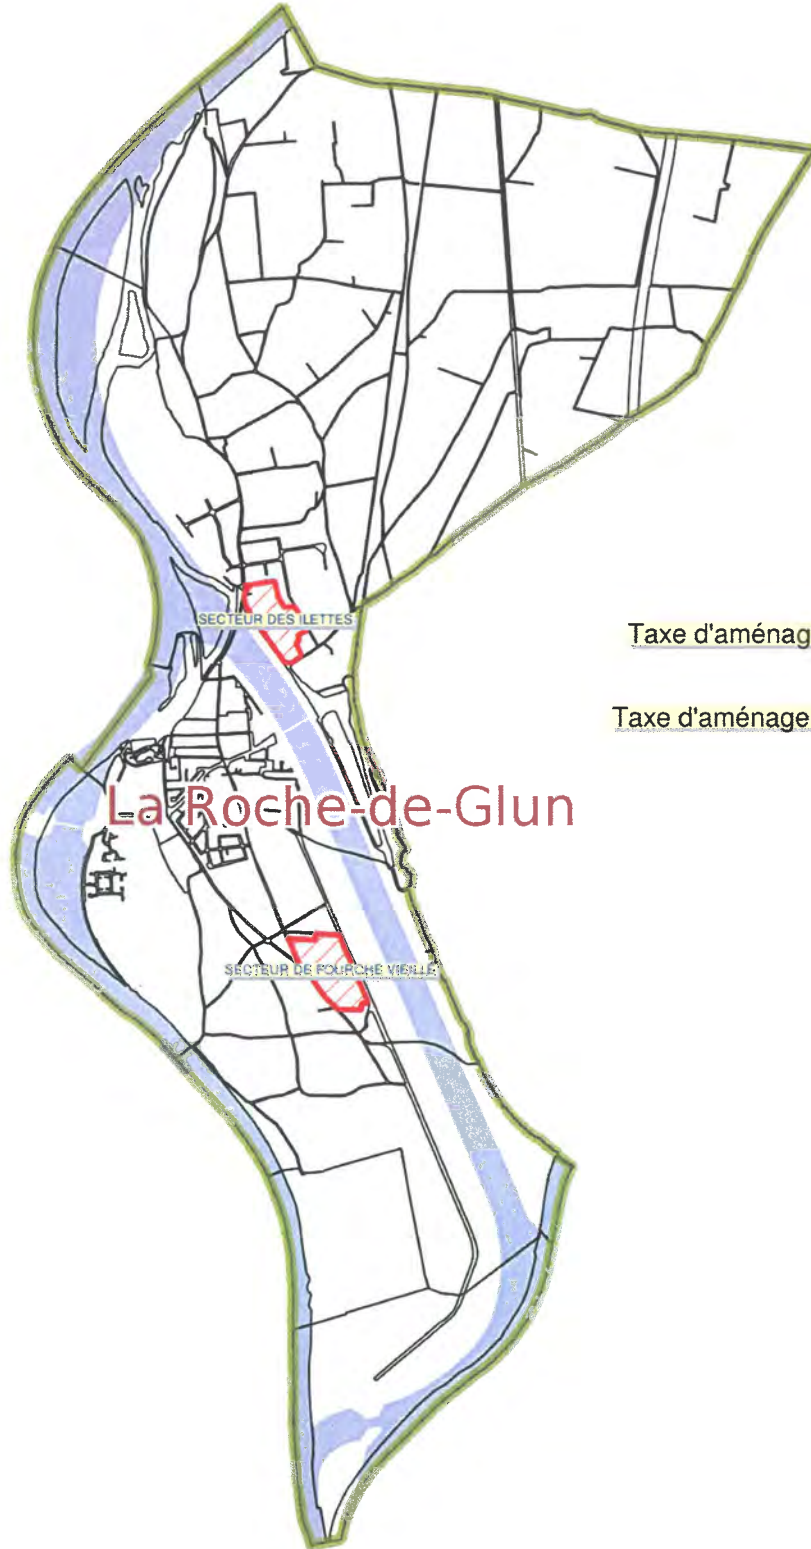 SECTEUR DES ILETTES
Taxe d'aménag
Taxe d'aménage
La Roche-de-Glun
SECTEUR DE FOURCHE VIEILLE